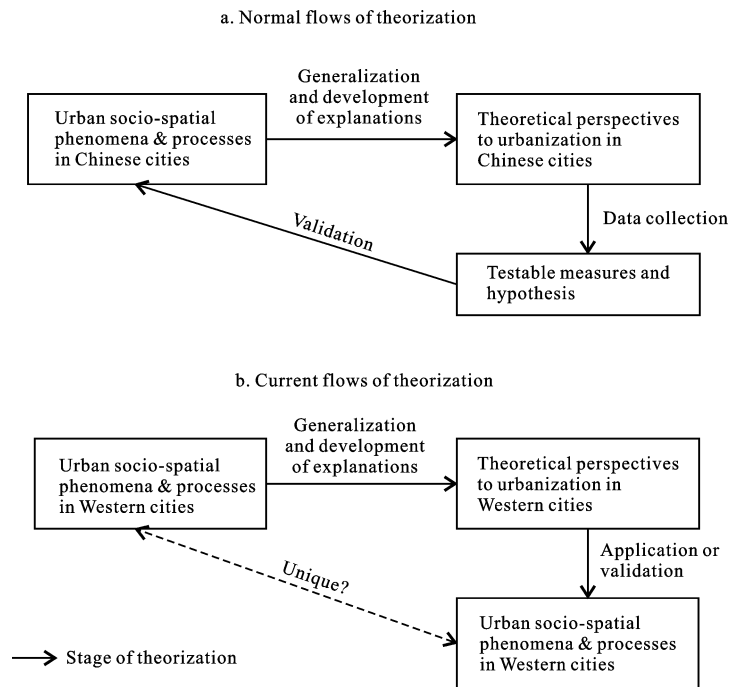 a. Normal flows of theorization
Urban socio-spatial
phenomena & processes
in Chinese cities
Generalization
and development
of explanations
Theoretical perspectives
to urbanization in
Chinese cities
Data collection
Validation
Testable measures and
hypothesis
b. Current flows of theorization
Urban socio-spatial
phenomena & processes
in Western cities
Generalization
and development
of explanations
Theoretical perspectives
to urbanization in
Western cities
Application or
validation
Unique?
Urban socio-spatial
phenomena & processes
in Western cities
Stage of theorization